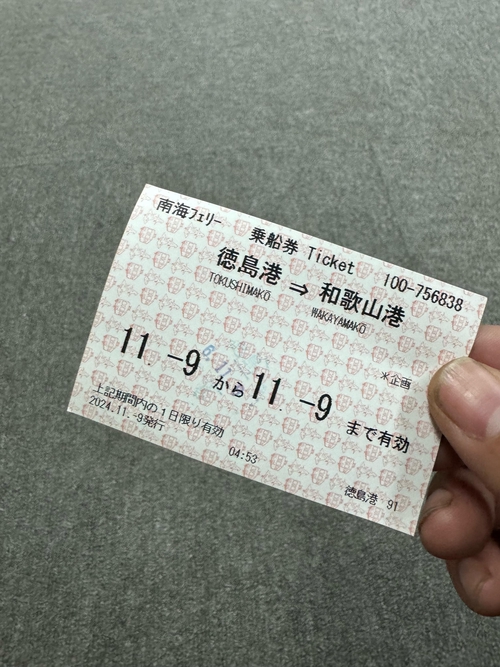 南海フェリー
乗船券 Ticket 100-756838
徳島港 ⇒ 和歌山港
TOKUSHIMAKO WAKAYAMAKO
※企画
11.-9 から 11.-9 まで有効
上記期間内の1日限り有効
2024.11.-9発行
04:53
徳島港 91